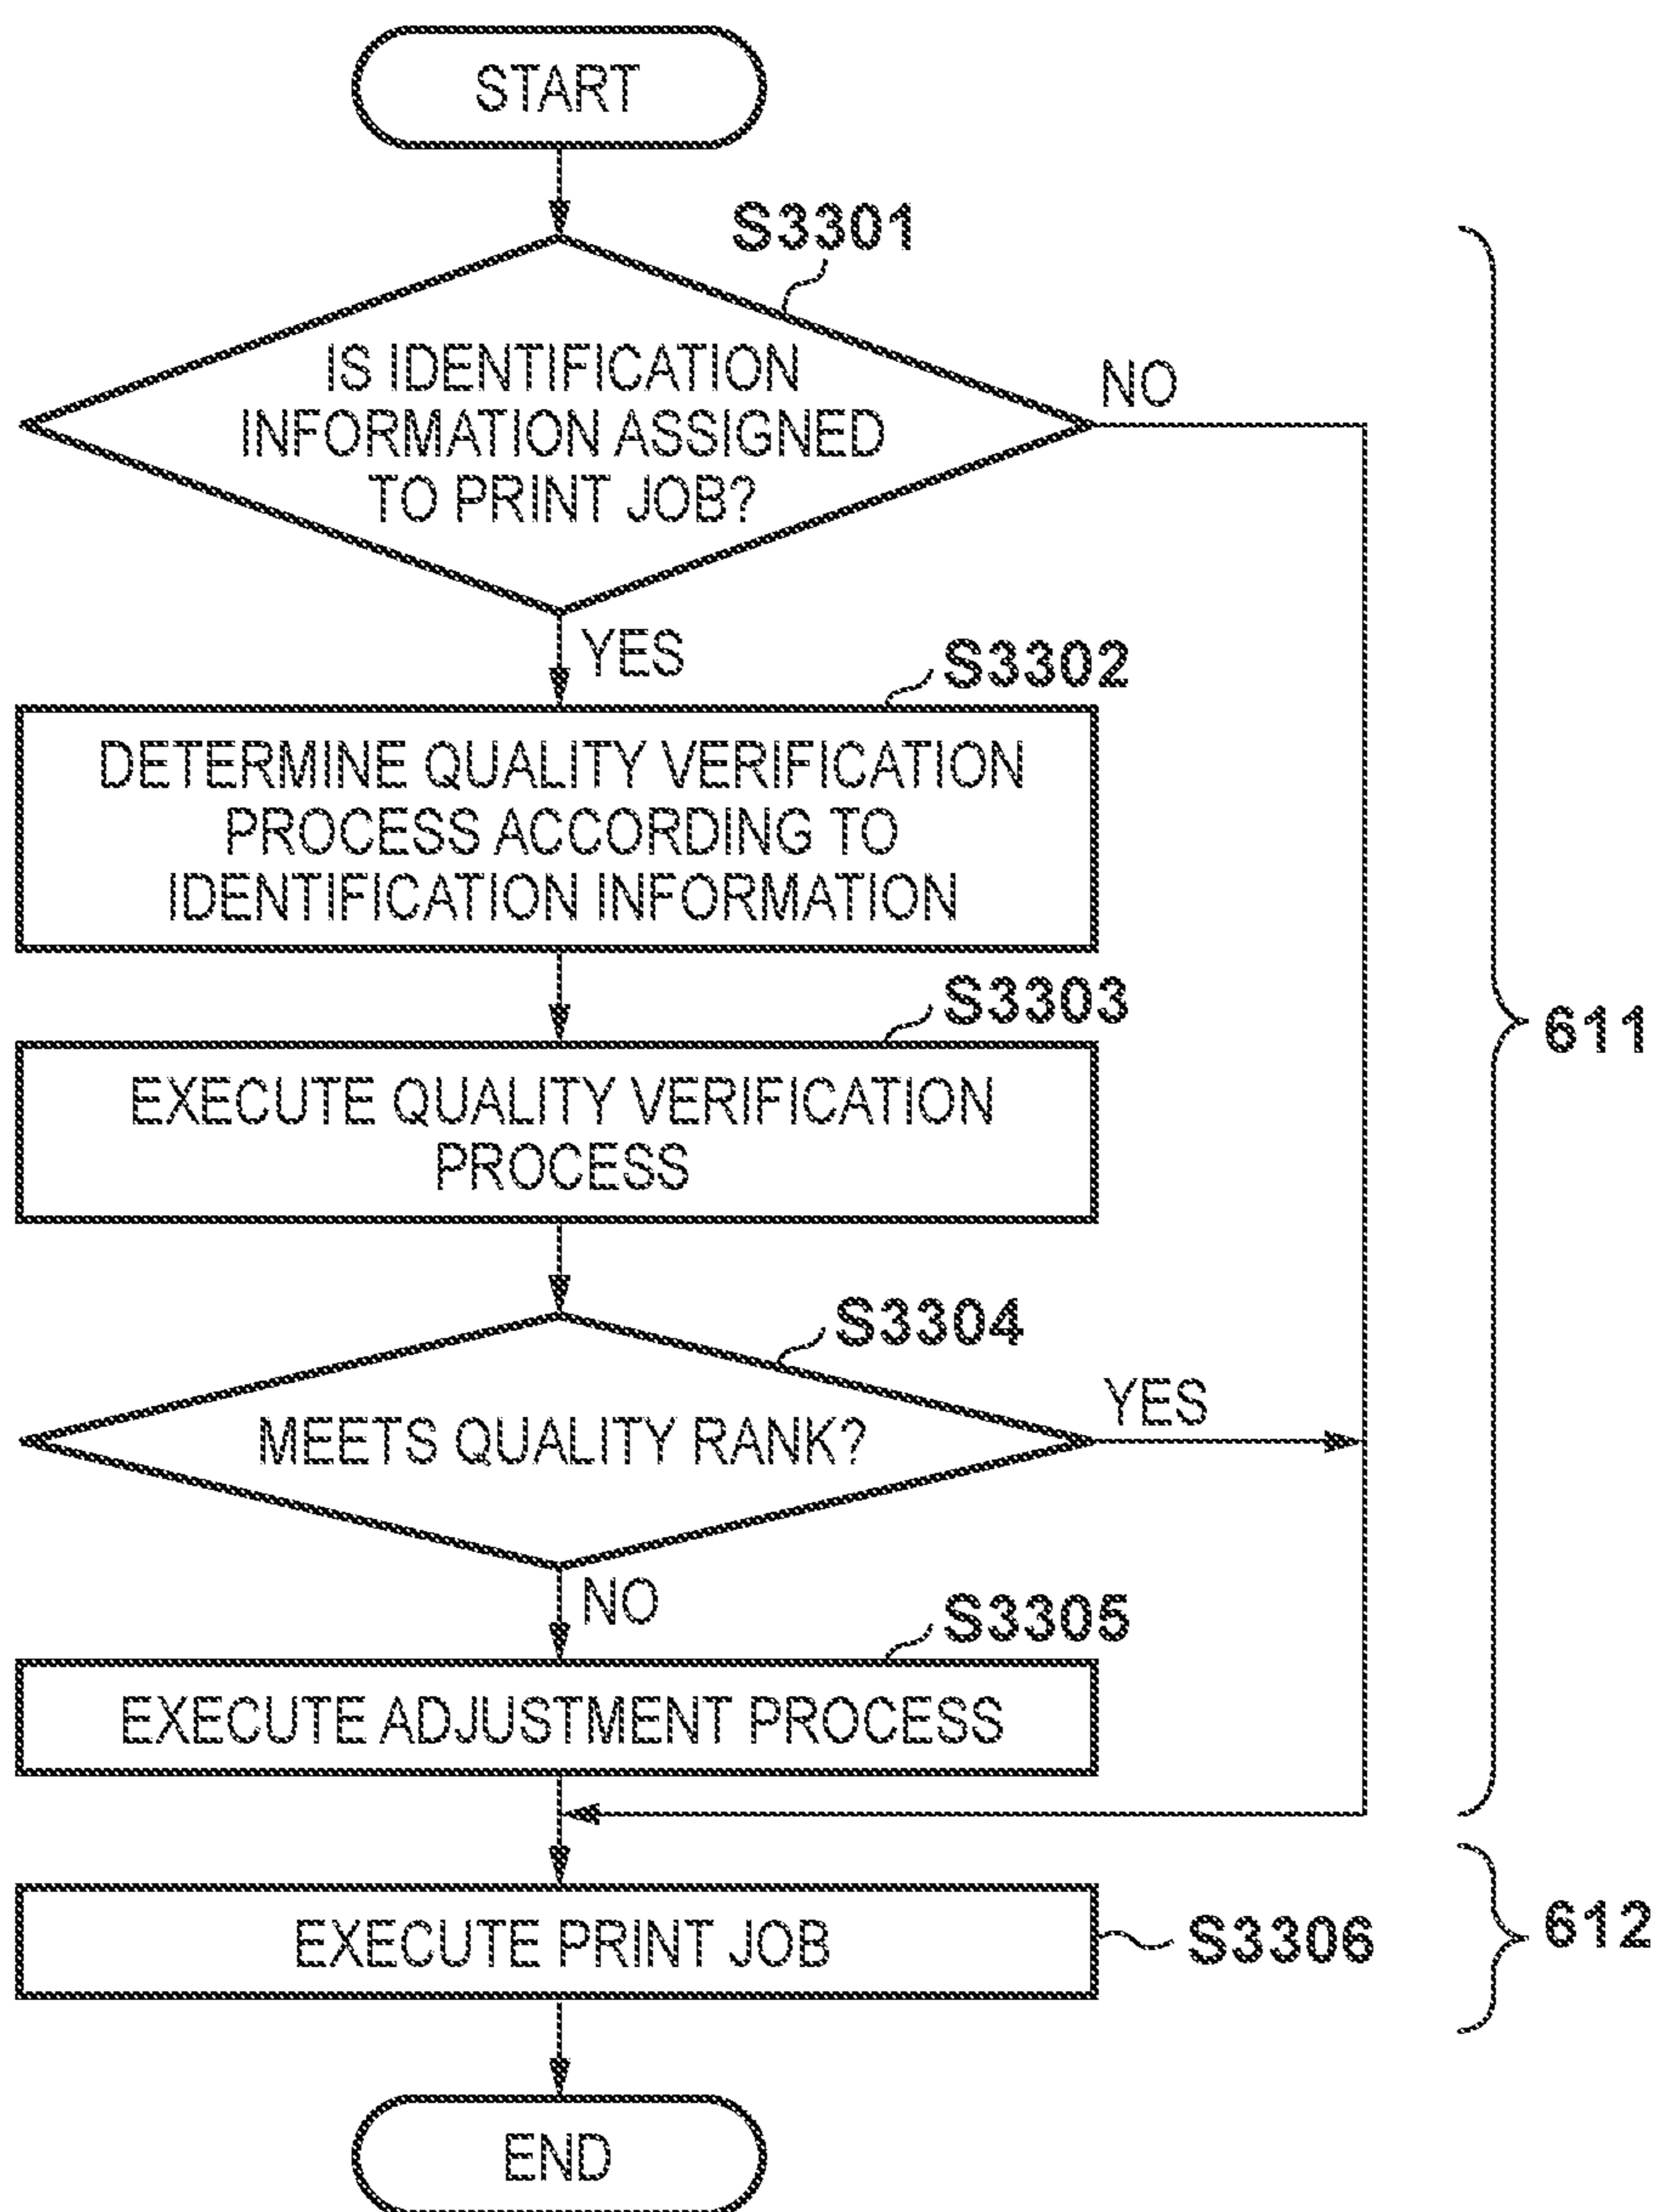 START
S3301
IS IDENTIFICATION
INFORMATION ASSIGNED
TO PRINT JOB?
NO
YES
S3302
DETERMINE QUALITY VERIFICATION
PROCESS ACCORDING TO
IDENTIFICATION INFORMATION
S3303
EXECUTE QUALITY VERIFICATION
PROCESS
611
S3304
MEETS QUALITY RANK?
YES
NO
S3305
EXECUTE ADJUSTMENT PROCESS
EXECUTE PRINT JOB
S3306
612
END